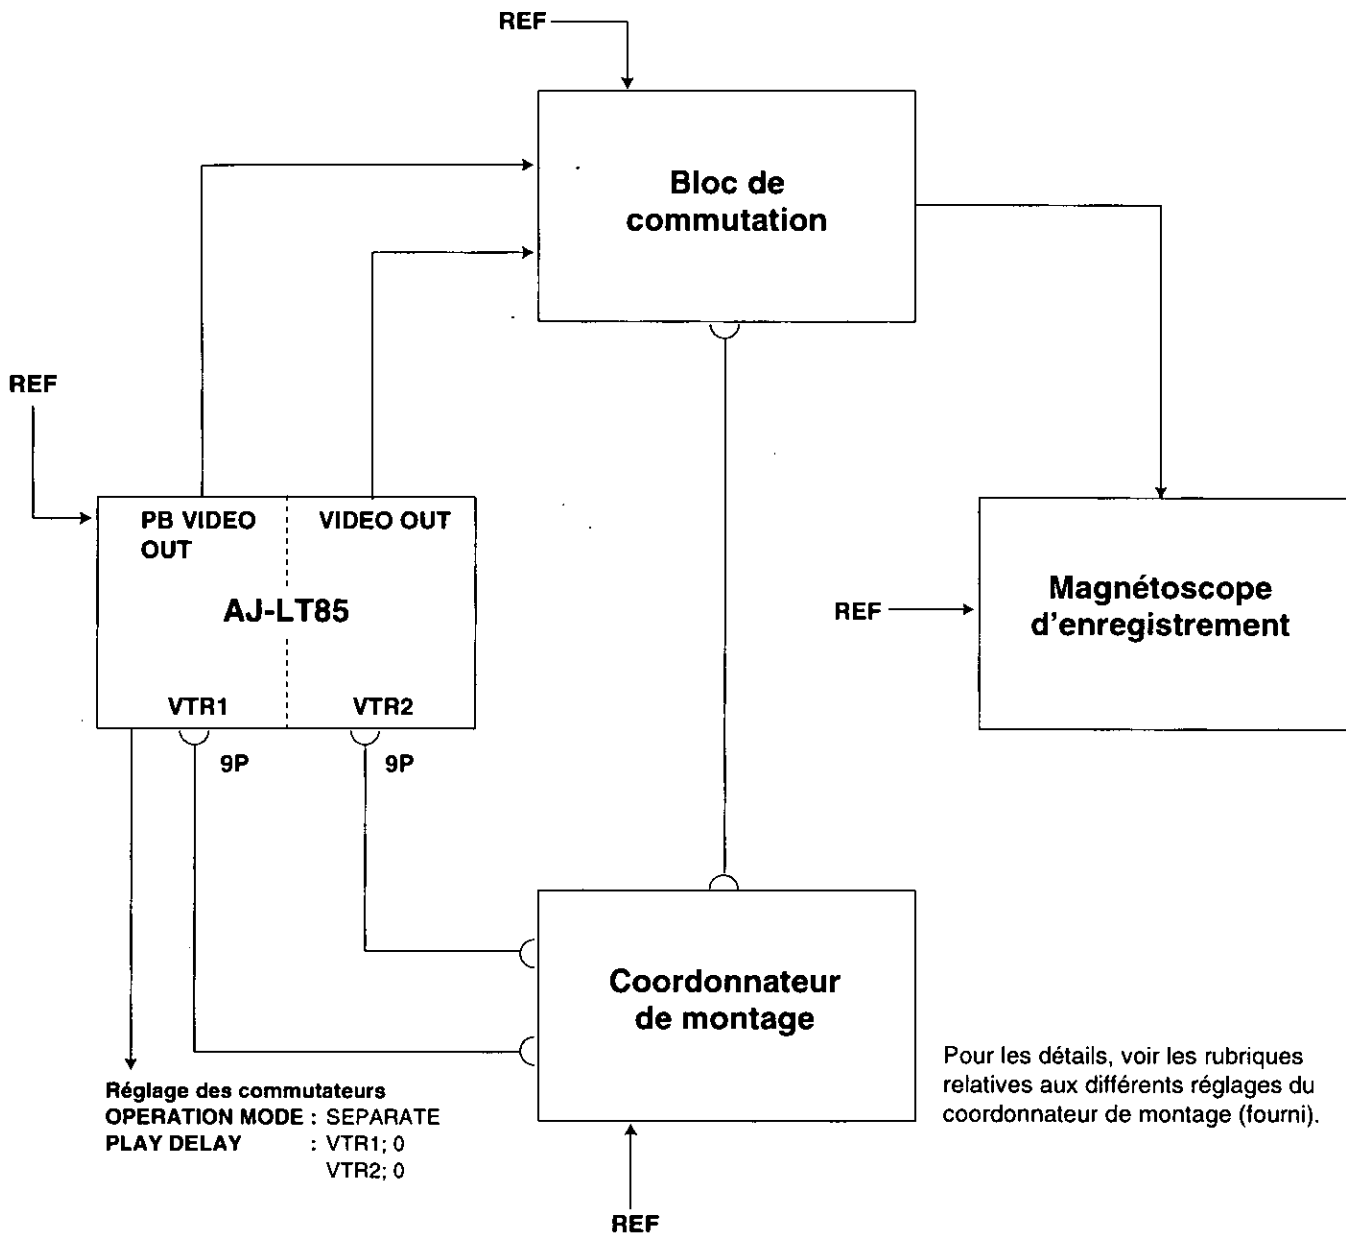 REF
Bloc de
commutation
REF
PB VIDEO
OUT
VIDEO OUT
AJ-LT85
VTR1
VTR2
9P
9P
REF
Magnétoscope
d'enregistrement
Coordonnateur
de montage
Réglage des commutateurs
OPERATION MODE : SEPARATE
PLAY DELAY : VTR1; 0
VTR2; 0
Pour les détails, voir les rubriques
relatives aux différents réglages du
coordonnateur de montage (fourni).
REF